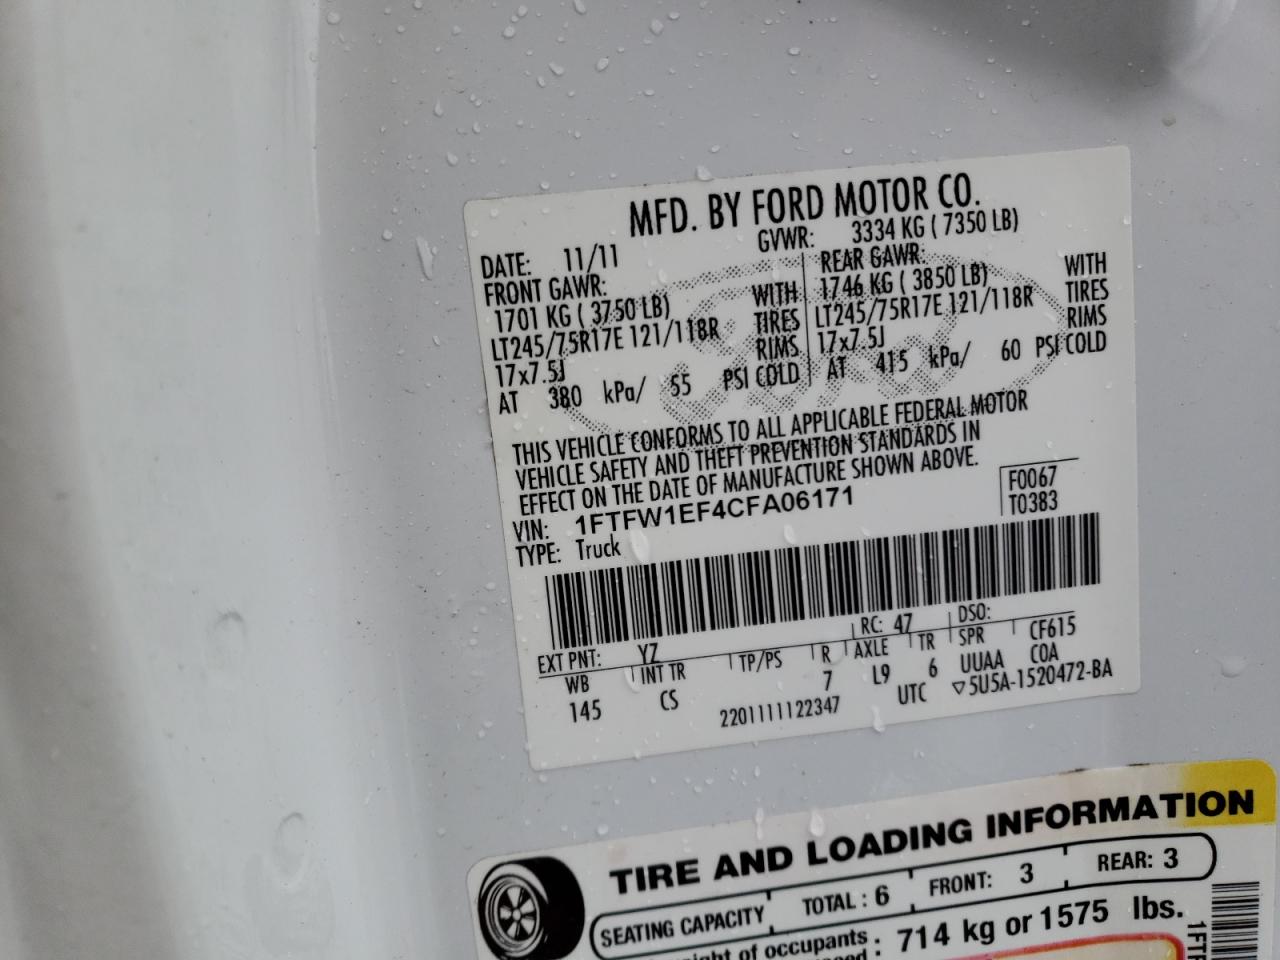 MFD. BY FORD MOTOR CO.
DATE: 11/11 GVWR: 3334 KG ( 7350 LB)
FRONT GAWR: REAR GAWR:
1701 KG ( 3750 LB) WITH 1746 KG ( 3850 LB) WITH
LT245/75R17E 121/118R TIRES LT245/75R17E 121/118R TIRES
17x7.5J RIMS 17x7.5J RIMS
AT 380 kPa/ 55 PSI COLD AT 415 kPa/ 60 PSI COLD
THIS VEHICLE CONFORMS TO ALL APPLICABLE FEDERAL MOTOR
VEHICLE SAFETY AND THEFT PREVENTION STANDARDS IN
EFFECT ON THE DATE OF MANUFACTURE SHOWN ABOVE.
F0067
VIN: 1FTFW1EF4CFA06171
T0383
TYPE: Truck
RC: 47 DSO:
EXT PNT: YZ CF615
WB INT TR TP/PS R AXLE TR SPR
145 CS 7 L9 6 UUAA COA
2201111122347 UTC ▽5U5A-1520472-BA
TIRE AND LOADING INFORMATION
SEATING CAPACITY TOTAL : 6 FRONT: 3 REAR: 3
of occupants : 714 kg or 1575 lbs.